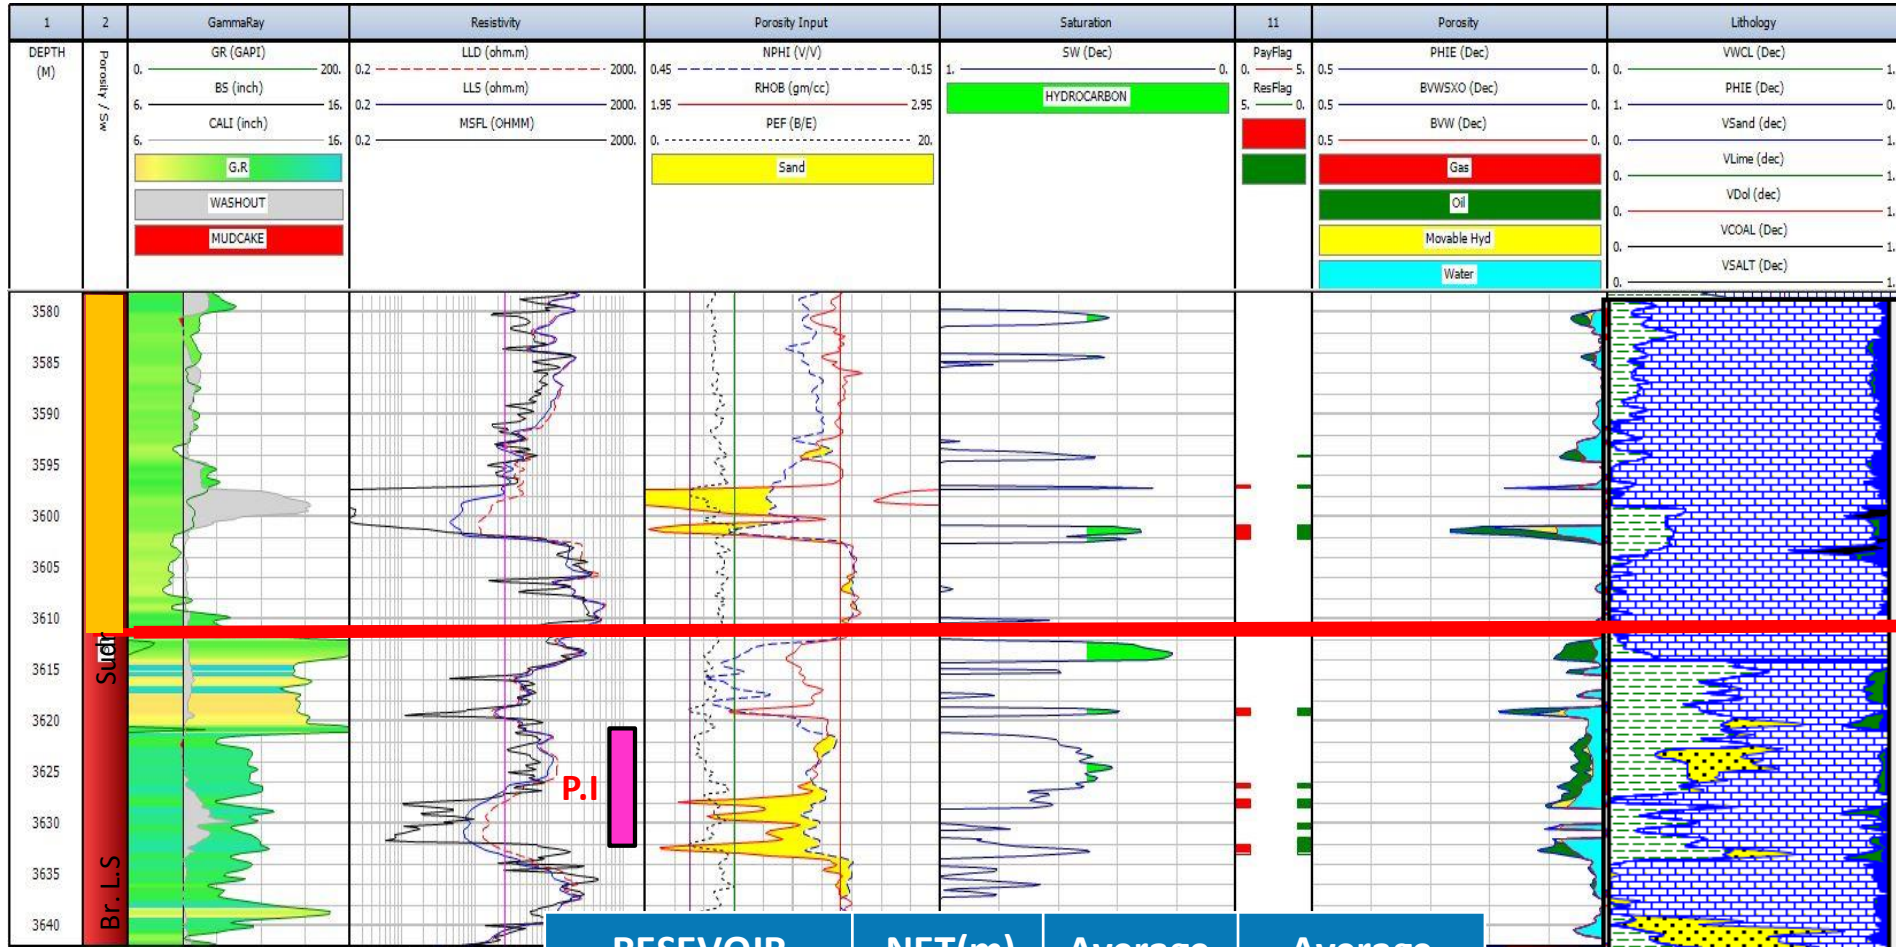 1 2 GammaRay Resistivity Porosity Input Saturation 11 Porosity Lithology
DEPTH (M)
Porosity / Sw
GR (GAPI)
0. 200.
BS (inch)
6. 16.
CALI (inch)
6. 16.
G.R
WASHOUT
MUDCAKE
LLD (ohm.m)
0.2 2000.
LLS (ohm.m)
0.2 2000.
MSFL (OHMM)
0.2 2000.
NPHI (V/V)
0.45 -0.15
RHOB (gm/cc)
1.95 2.95
PEF (B/E)
0. 20.
Sand
SW (Dec)
1. 0.
HYDROCARBON
PayFlag
0. 5.
ResFlag
5. 0.
PHIE (Dec)
0.5 0.
BVWSXO (Dec)
0.5 0.
BVW (Dec)
0.5 0.
Gas
Oil
Movable Hyd
Water
VWCL (Dec)
0. 1.
PHIE (Dec)
1. 0.
VSand (dec)
0. 1.
VLime (dec)
0. 1.
VDol (dec)
0. 1.
VCOAL (Dec)
0. 1.
VSALT (Dec)
0. 1.
3580
3585
3590
3595
3600
3605
3610
3615
3620
3625
3630
3635
3640
Sudr
Br. L.S
P.I
RESEVOIR NET(m) Average Average